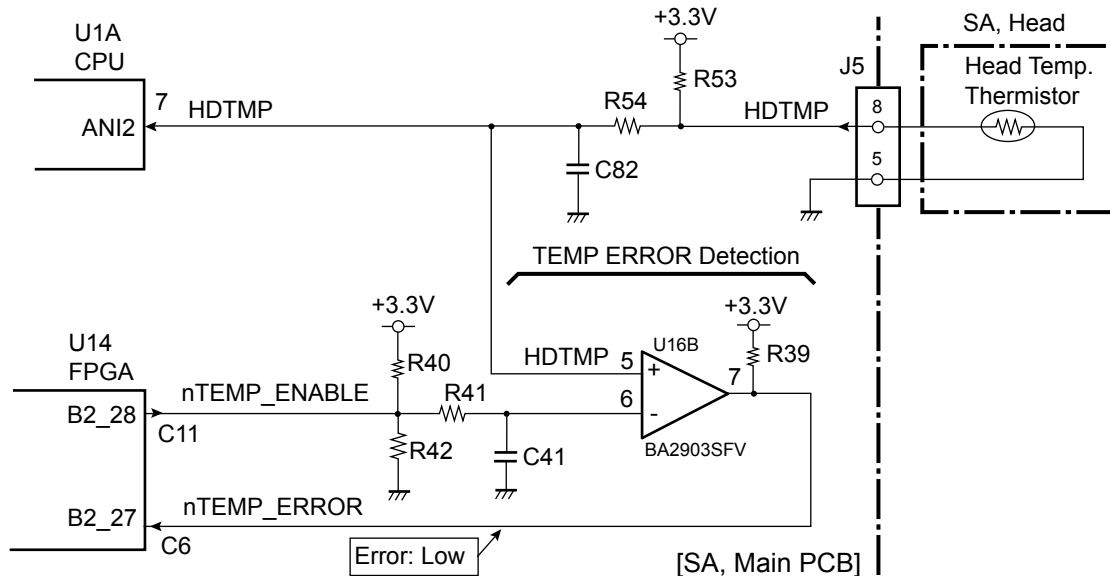 SA, Head
+3.3V
U1A
CPU
J5
Head Temp.
Thermistor
R53
7
HDTMP
R54
HDTMP
8
ANI2
5
C82
TEMP ERROR Detection
+3.3V
+3.3V
U14
FPGA
U16B
R39
R40
HDTMP
5
+
7
nTEMP_ENABLE
R41
6
-
B2_28
C11
R42
C41
BA2903SFV
nTEMP_ERROR
B2_27
C6
Error: Low
[SA, Main PCB]